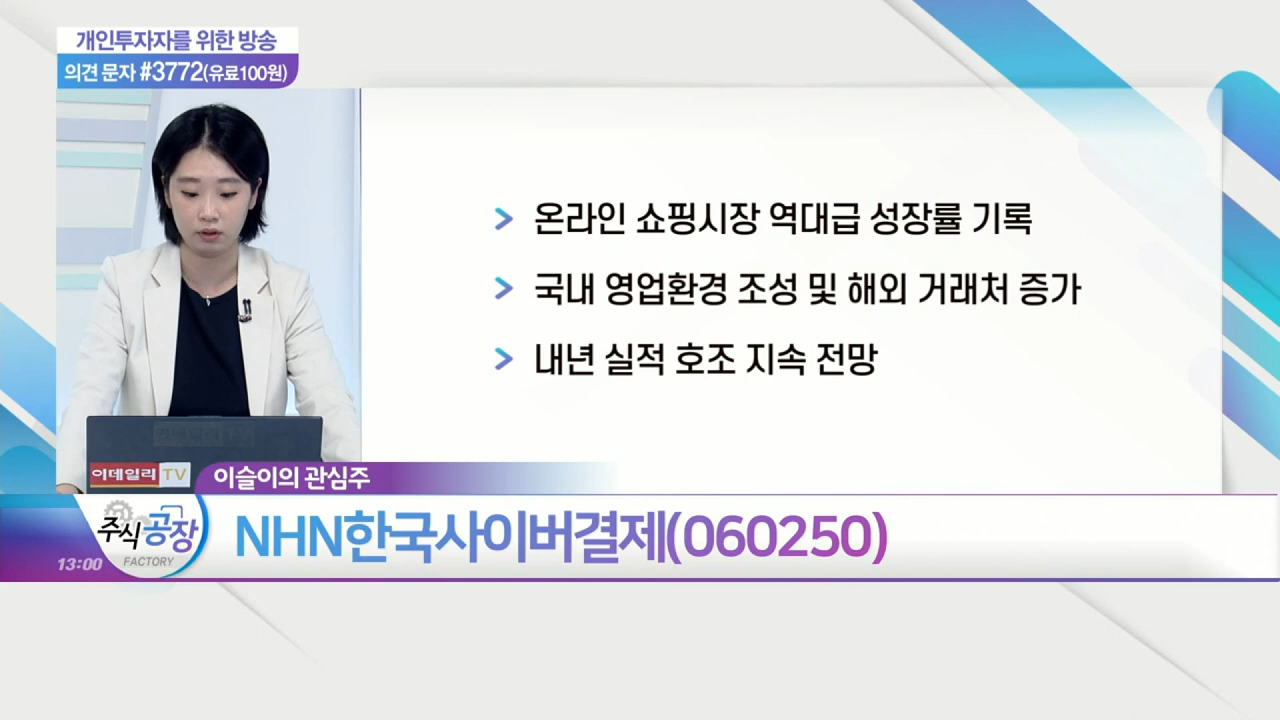 개인투자자를 위한 방송
의견 문자 #3772(유료100원)
> 온라인 쇼핑시장 역대급 성장률 기록
> 국내 영업환경 조성 및 해외 거래처 증가
> 내년 실적 호조 지속 전망
이데일리 TV
이슬이의 관심주
주식공장
FACTORY
13:00
NHN한국사이버결제(060250)